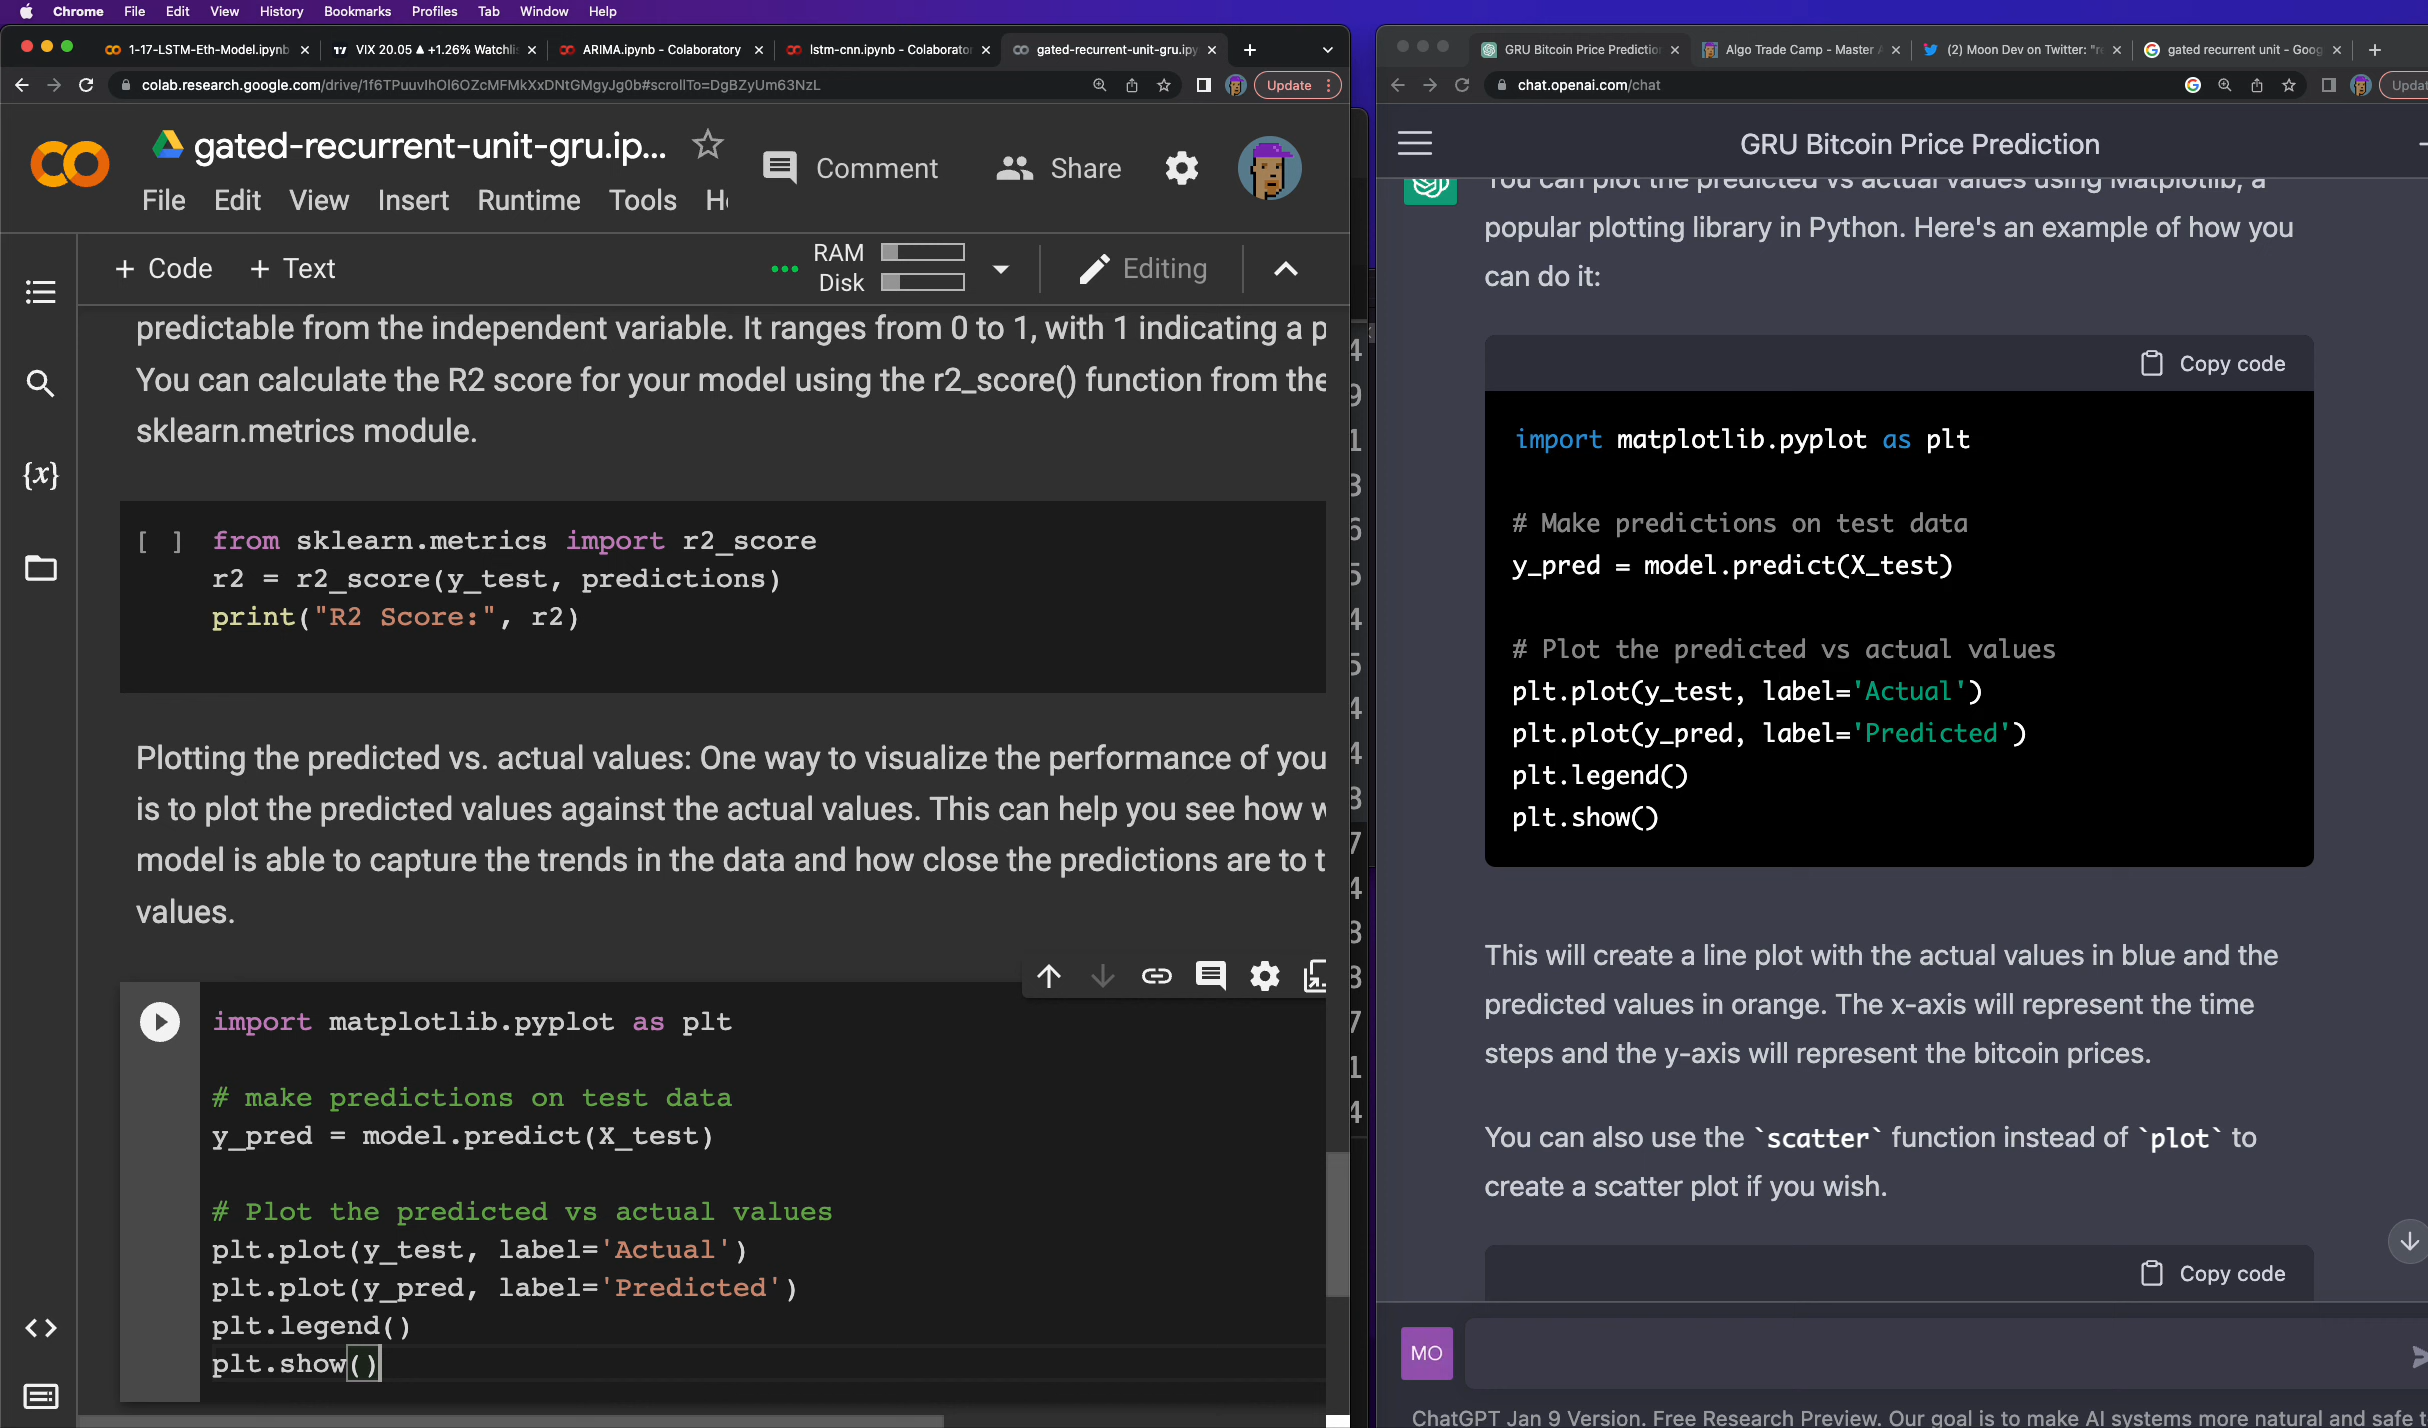 Chrome File Edit View History Bookmarks Profiles Tab Window Help
1-17-LSTM-Eth-Model.ipynb
VIX 20.05 ▲ +1.26% Watchli
ARIMA.ipynb - Colaboratory
lstm-cnn.ipynb - Colaborator
gated-recurrent-unit-gru.ipy
colab.research.google.com/drive/1f6TPuuvIhOl6OZcMFMkXxDNtGMgyJg0b#scrollTo=DgBZyUm63NzL
Update
gated-recurrent-unit-gru.ip...
Comment
Share
File Edit View Insert Runtime Tools
+ Code + Text
RAM
Disk
Editing
predictable from the independent variable. It ranges from 0 to 1, with 1 indicating a p
You can calculate the R2 score for your model using the r2_score() function from the
sklearn.metrics module.
[ ] from sklearn.metrics import r2_score
r2 = r2_score(y_test, predictions)
print("R2 Score:", r2)
Plotting the predicted vs. actual values: One way to visualize the performance of you
is to plot the predicted values against the actual values. This can help you see how w
model is able to capture the trends in the data and how close the predictions are to t
values.
import matplotlib.pyplot as plt
# make predictions on test data
y_pred = model.predict(X_test)
# Plot the predicted vs actual values
plt.plot(y_test, label='Actual')
plt.plot(y_pred, label='Predicted')
plt.legend()
plt.show()
GRU Bitcoin Price Predictio
Algo Trade Camp - Master A
(2) Moon Dev on Twitter: "r
gated recurrent unit - Goog
chat.openai.com/chat
Updat
GRU Bitcoin Price Prediction
You can plot the predicted vs actual values using Matplotlib, a
popular plotting library in Python. Here's an example of how you
can do it:
Copy code
import matplotlib.pyplot as plt
# Make predictions on test data
y_pred = model.predict(X_test)
# Plot the predicted vs actual values
plt.plot(y_test, label='Actual')
plt.plot(y_pred, label='Predicted')
plt.legend()
plt.show()
This will create a line plot with the actual values in blue and the
predicted values in orange. The x-axis will represent the time
steps and the y-axis will represent the bitcoin prices.
You can also use the `scatter` function instead of `plot` to
create a scatter plot if you wish.
Copy code
MO
ChatGPT Jan 9 Version. Free Research Preview. Our goal is to make AI systems more natural and safe t